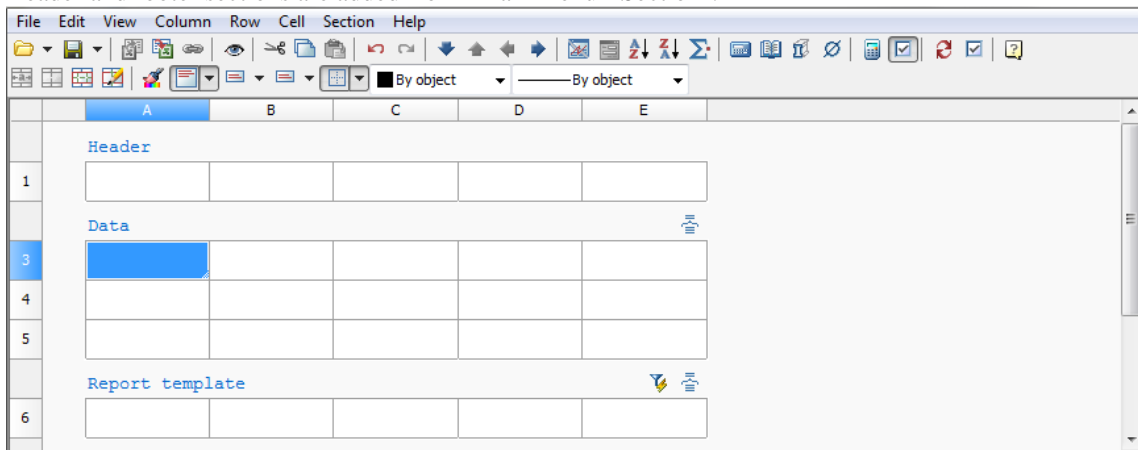 File Edit View Column Row Cell Section Help
By object By object
A B C D E
Header
1
Data
3
4
5
Report template
6